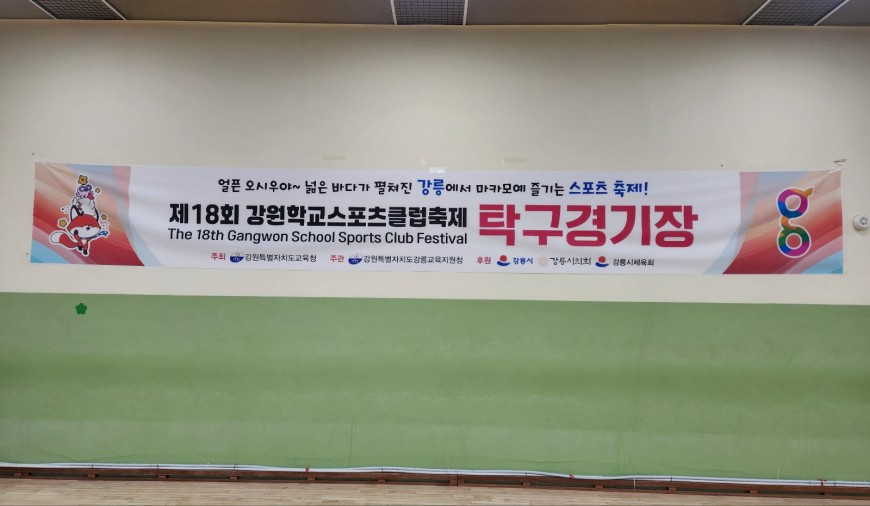 얼픈 오시우야~ 넓은 바다가 펼쳐진 강릉에서 마카모예 즐기는 스포츠 축제!
제18회 강원학교스포츠클럽축제 탁구경기장
The 18th Gangwon School Sports Club Festival
주최 강원특별자치도교육청 주관 강원특별자치도강릉교육지원청 후원 강릉시 강릉시의회 강릉시체육회